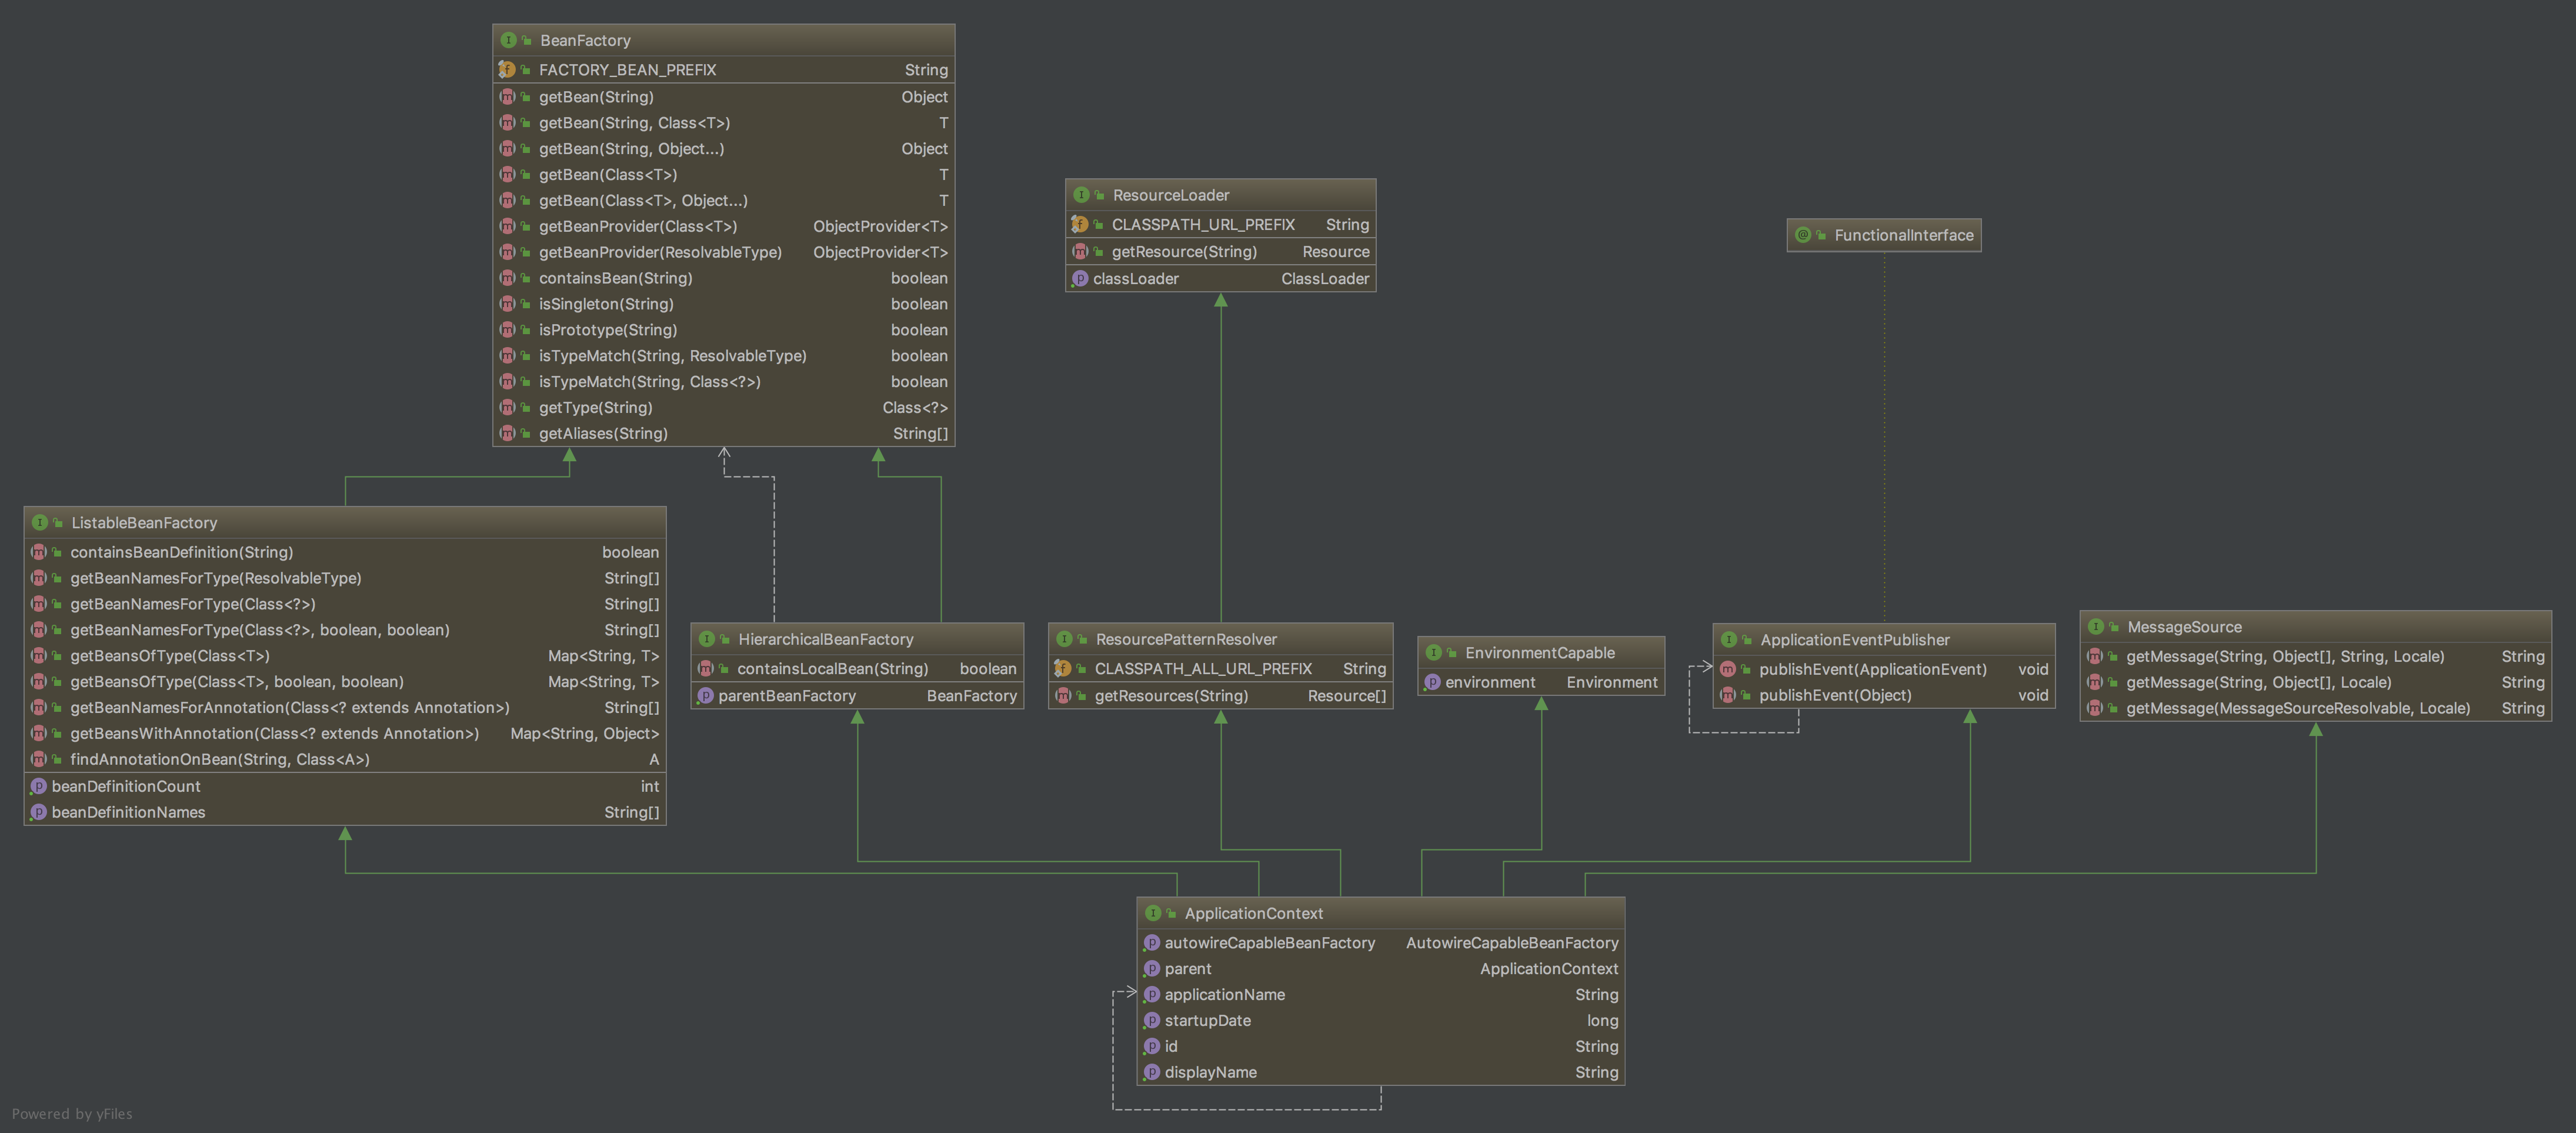 BeanFactory
FACTORY_BEAN_PREFIX String
getBean(String) Object
getBean(String, Class<T>) T
getBean(String, Object...) Object
getBean(Class<T>) T
getBean(Class<T>, Object...) T
getBeanProvider(Class<T>) ObjectProvider<T>
getBeanProvider(ResolvableType) ObjectProvider<T>
containsBean(String) boolean
isSingleton(String) boolean
isPrototype(String) boolean
isTypeMatch(String, ResolvableType) boolean
isTypeMatch(String, Class<?>) boolean
getType(String) Class<?>
getAliases(String) String[]
ResourceLoader
CLASSPATH_URL_PREFIX String
getResource(String) Resource
classLoader ClassLoader
FunctionalInterface
ListableBeanFactory
containsBeanDefinition(String) boolean
getBeanNamesForType(ResolvableType) String[]
getBeanNamesForType(Class<?>) String[]
getBeanNamesForType(Class<?>, boolean, boolean) String[]
getBeansOfType(Class<T>) Map<String, T>
getBeansOfType(Class<T>, boolean, boolean) Map<String, T>
getBeanNamesForAnnotation(Class<? extends Annotation>) String[]
getBeansWithAnnotation(Class<? extends Annotation>) Map<String, Object>
findAnnotationOnBean(String, Class<A>) A
beanDefinitionCount int
beanDefinitionNames String[]
HierarchicalBeanFactory
containsLocalBean(String) boolean
parentBeanFactory BeanFactory
ResourcePatternResolver
CLASSPATH_ALL_URL_PREFIX String
getResources(String) Resource[]
EnvironmentCapable
environment Environment
ApplicationEventPublisher
publishEvent(ApplicationEvent) void
publishEvent(Object) void
MessageSource
getMessage(String, Object[], String, Locale) String
getMessage(String, Object[], Locale) String
getMessage(MessageSourceResolvable, Locale) String
ApplicationContext
autowireCapableBeanFactory AutowireCapableBeanFactory
parent ApplicationContext
applicationName String
startupDate long
id String
displayName String
Powered by yFiles